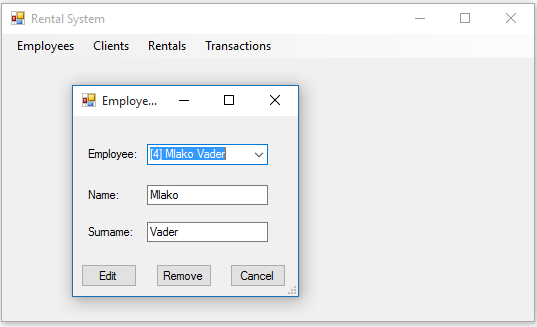 Rental System
Employees Clients Rentals Transactions
Employe...
Employee: [4] Mlako Vader
Name: Mlako
Surname: Vader
Edit Remove Cancel